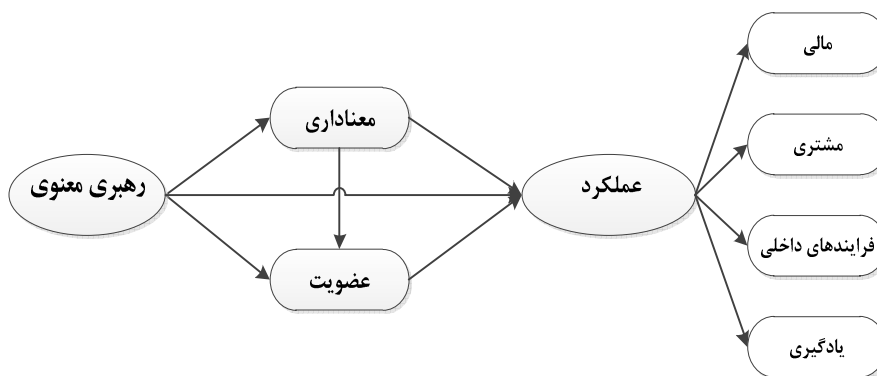 رهبری معنوی
معناداری
عضویت
عملکرد
مالی
مشتری
فرایندهای داخلی
یادگیری